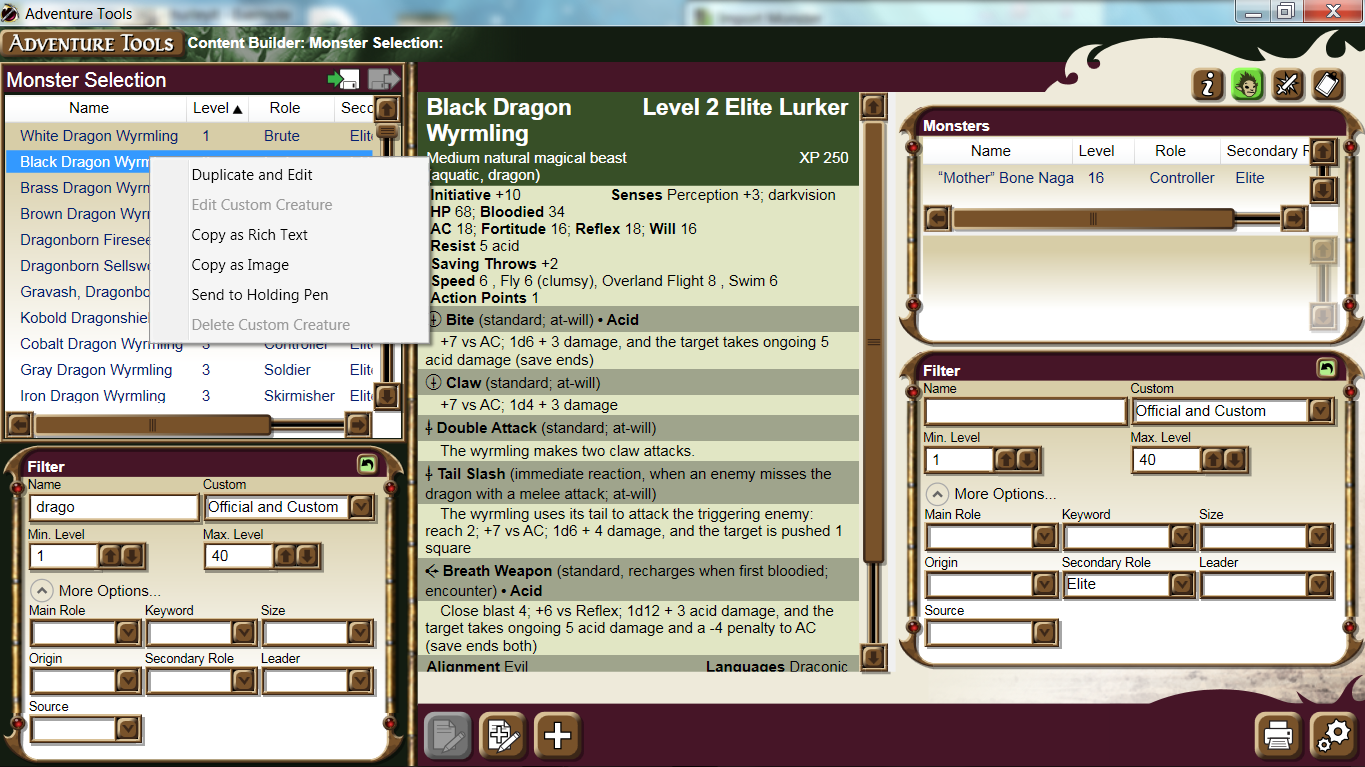 Adventure Tools
ADVENTURE TOOLS
Content Builder: Monster Selection:
Monster Selection
Name Level Role Secc
White Dragon Wyrmling 1 Brute Elit
Black Dragon Wyrm
Brass Dragon Wyrm
Brown Dragon Wyr
Dragonborn Firesee
Dragonborn Sellswo
Gravash, Dragonbo
Kobold Dragonshiel
Cobalt Dragon Wyrmling 3 Controller Elit
Gray Dragon Wyrmling 3 Soldier Elit
Iron Dragon Wyrmling 3 Skirmisher Elit
Duplicate and Edit
Edit Custom Creature
Copy as Rich Text
Copy as Image
Send to Holding Pen
Delete Custom Creature
Filter
Name Custom
drago Official and Custom
Min. Level Max. Level
1 40
More Options...
Main Role Keyword Size
Origin Secondary Role Leader
Source
Black Dragon Level 2 Elite Lurker
Wyrmling
Medium natural magical beast XP 250
(aquatic, dragon)
Initiative +10 Senses Perception +3; darkvision
HP 68; Bloodied 34
AC 18; Fortitude 16; Reflex 18; Will 16
Resist 5 acid
Saving Throws +2
Speed 6 , Fly 6 (clumsy), Overland Flight 8 , Swim 6
Action Points 1
Bite (standard; at-will) • Acid
+7 vs AC; 1d6 + 3 damage, and the target takes ongoing 5
acid damage (save ends)
Claw (standard; at-will)
+7 vs AC; 1d4 + 3 damage
Double Attack (standard; at-will)
The wyrmling makes two claw attacks.
Tail Slash (immediate reaction, when an enemy misses the
dragon with a melee attack; at-will)
The wyrmling uses its tail to attack the triggering enemy:
reach 2; +7 vs AC; 1d6 + 4 damage, and the target is pushed 1
square
Breath Weapon (standard, recharges when first bloodied;
encounter) • Acid
Close blast 4; +6 vs Reflex; 1d12 + 3 acid damage, and the
target takes ongoing 5 acid damage and a -4 penalty to AC
(save ends both)
Alignment Evil Languages Draconic
Monsters
Name Level Role Secondary R
“Mother” Bone Naga 16 Controller Elite
Filter
Name Custom
Official and Custom
Min. Level Max. Level
1 40
More Options...
Main Role Keyword Size
Origin Secondary Role Leader
Elite
Source